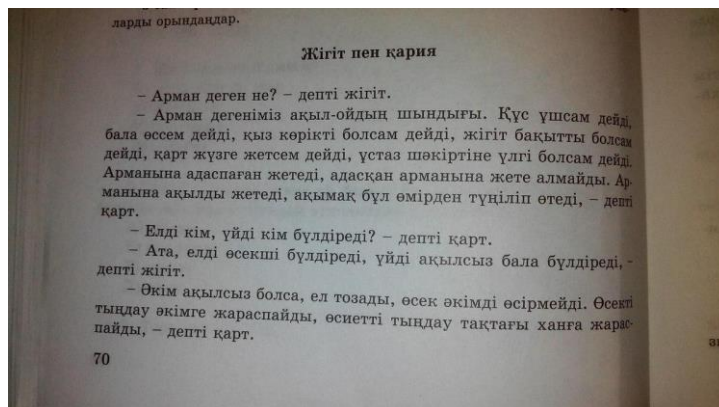 ларды орындаңдар.
Жігіт пен қария
– Арман деген не? – депті жігіт.
– Арман дегеніміз ақыл-ойдың шындығы. Құс ұшсам дейді,
бала өссем дейді, қыз көрікті болсам дейді, жігіт бақытты болсам
дейді, қарт жүзге жетсем дейді, ұстаз шәкіртіне үлгі болсам дейді.
Арманына адаспаған жетеді, адасқан арманына жете алмайды. Ар-
манына ақылды жетеді, ақымақ бұл өмірден түңіліп өтеді, – депті
қарт.
– Елді кім, үйді кім бүлдіреді? – депті қарт.
– Ата, елді өсекші бүлдіреді, үйді ақылсыз бала бүлдіреді, –
депті жігіт.
– Әкім ақылсыз болса, ел тозады, өсек әкімді өсірмейді. Өсекті
тыңдау әкімге жараспайды, өсиетті тыңдау тақтағы ханға жарас-
пайды, – депті қарт.
70